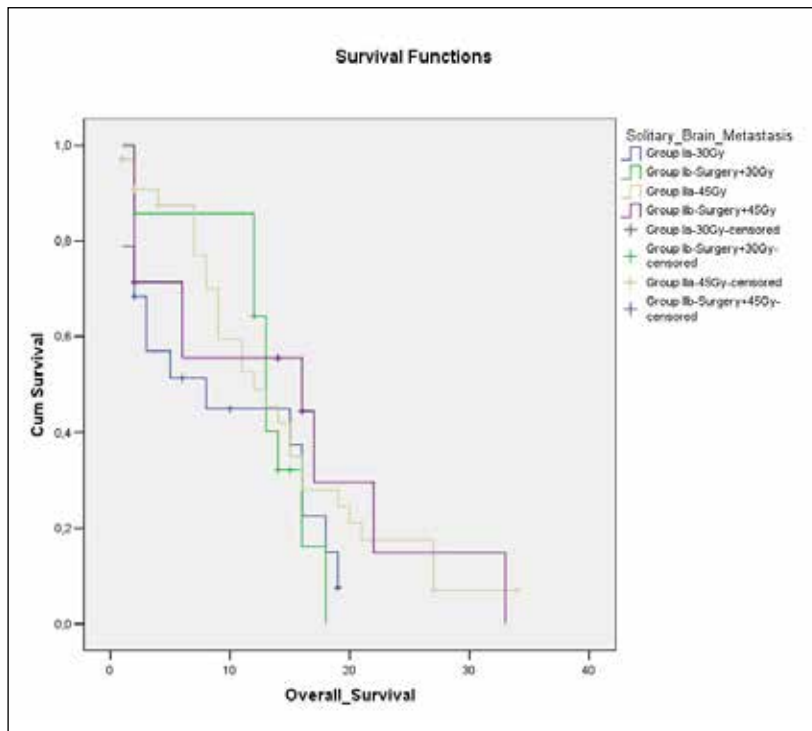 Survival Functions
Solitary_Brain_Metastasis
Group Ia-30Gy
Group Ib-Surgery+30Gy
Group IIa-45Gy
Group IIb-Surgery+45Gy
Group Ia-30Gy-censored
Group Ib-Surgery+30Gy-
censored
Group IIa-45Gy-censored
Group IIb-Surgery+45Gy-
censored
Cum Survival
1,0
0,8
0,6
0,4
0,2
0,0
0
10
20
30
40
Overall_Survival